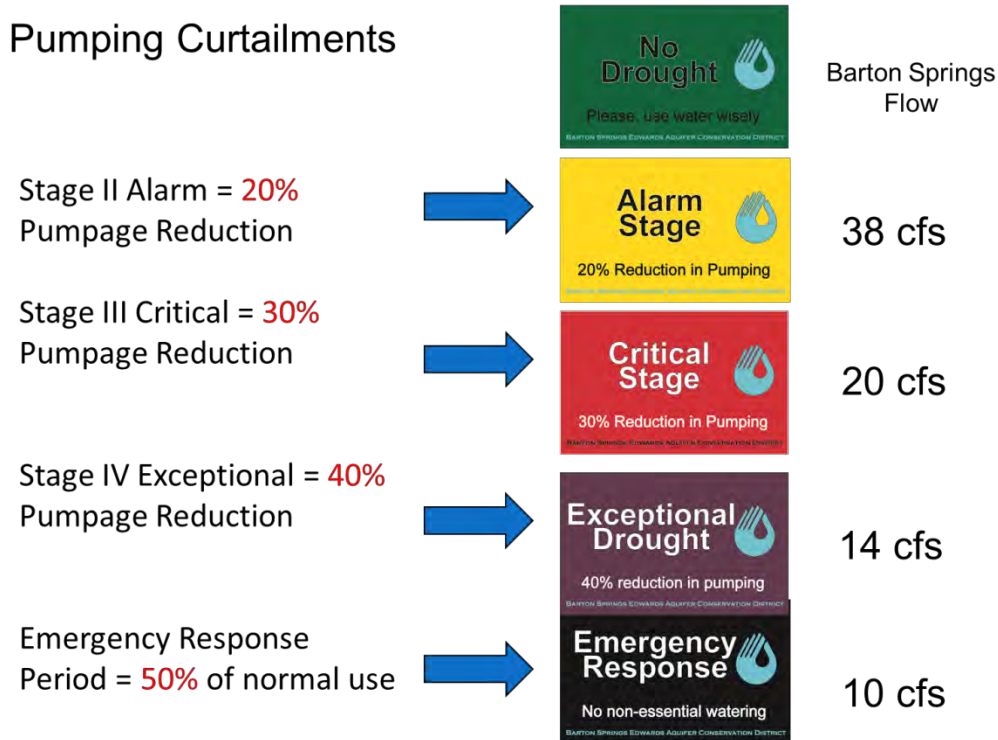 Pumping Curtailments
No
Drought
Please, use water wisely
BARTON SPRINGS EDWARDS AQUIFER CONSERVATION DISTRICT
Barton Springs
Flow
Stage II Alarm = 20%
Pumpage Reduction
Alarm
Stage
20% Reduction in Pumping
BARTON SPRINGS EDWARDS AQUIFER CONSERVATION DISTRICT
38 cfs
Stage III Critical = 30%
Pumpage Reduction
Critical
Stage
30% Reduction in Pumping
BARTON SPRINGS EDWARDS AQUIFER CONSERVATION DISTRICT
20 cfs
Stage IV Exceptional = 40%
Pumpage Reduction
Exceptional
Drought
40% reduction in pumping
BARTON SPRINGS EDWARDS AQUIFER CONSERVATION DISTRICT
14 cfs
Emergency Response
Period = 50% of normal use
Emergency
Response
No non-essential watering
10 cfs